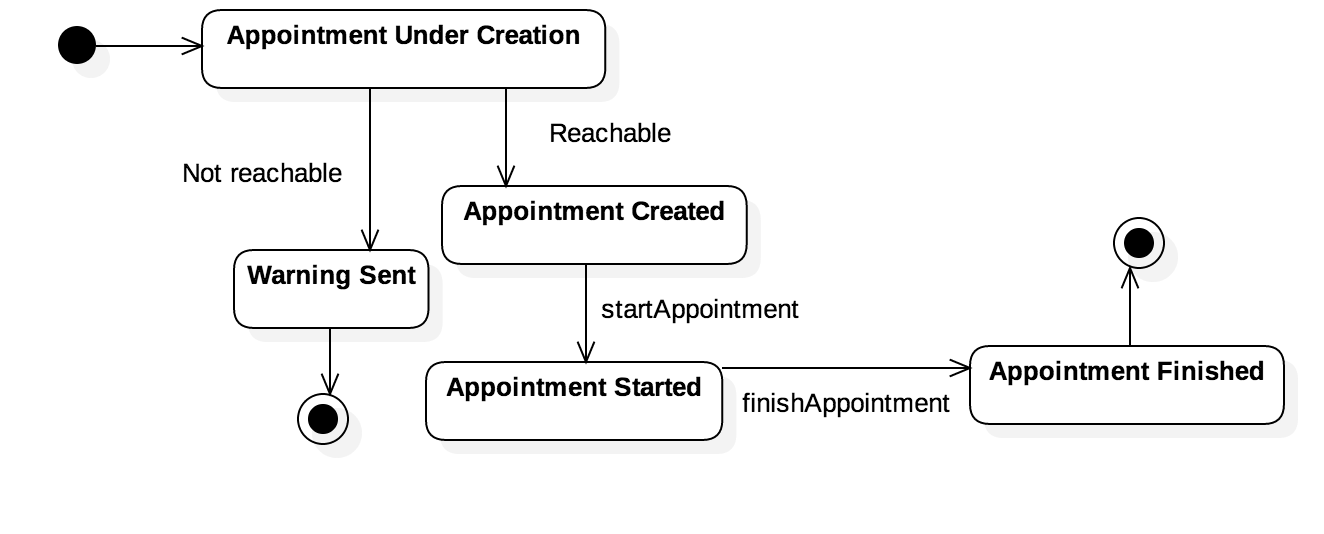 Appointment Under Creation
Reachable
Not reachable
Appointment Created
Warning Sent
startAppointment
Appointment Started
finishAppointment
Appointment Finished